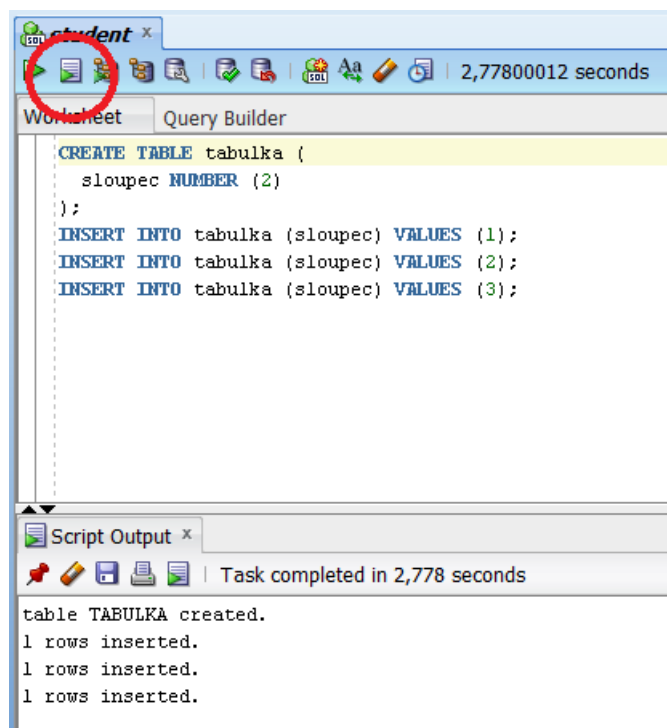 student x
SQL Aa 2,77800012 seconds
Worksheet Query Builder
CREATE TABLE tabulka (
sloupec NUMBER (2)
);
INSERT INTO tabulka (sloupec) VALUES (1);
INSERT INTO tabulka (sloupec) VALUES (2);
INSERT INTO tabulka (sloupec) VALUES (3);
Script Output x
Task completed in 2,778 seconds
table TABULKA created.
1 rows inserted.
1 rows inserted.
1 rows inserted.